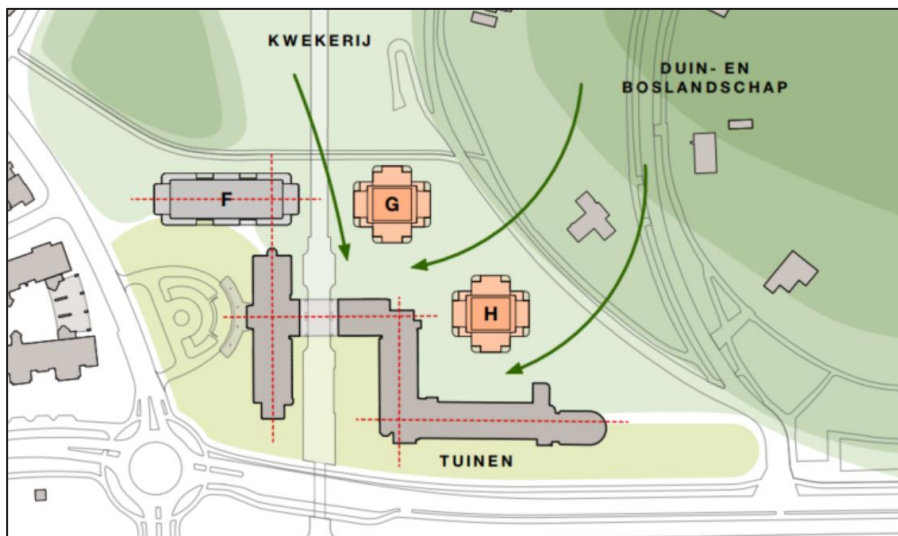 KWEKERIJ
DUIN- EN
BOSLANDSCHAP
F
G
H
TUINEN